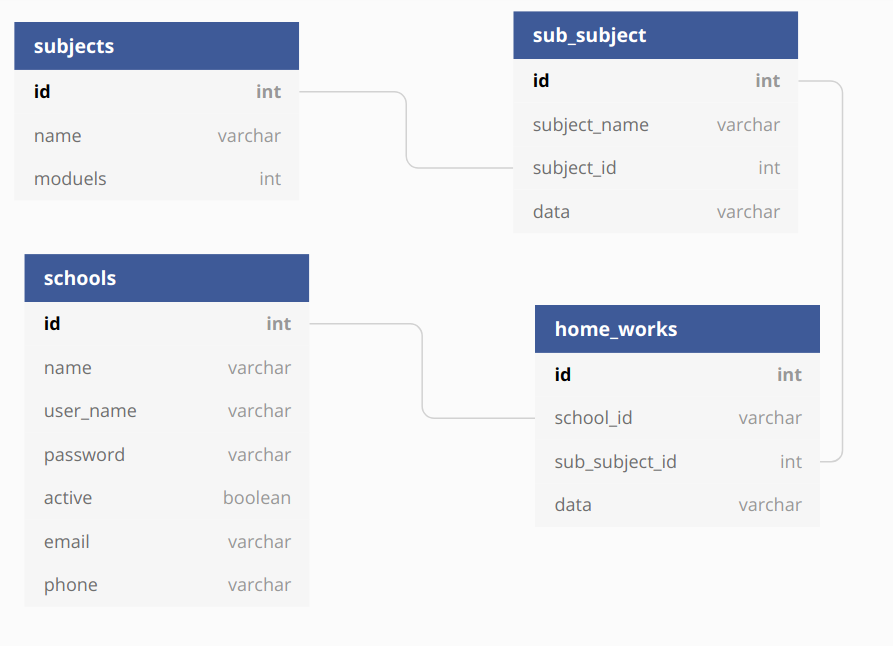 subjects
id int
name varchar
moduels int
sub_subject
id int
subject_name varchar
subject_id int
data varchar
schools
id int
name varchar
user_name varchar
password varchar
active boolean
email varchar
phone varchar
home_works
id int
school_id varchar
sub_subject_id int
data varchar